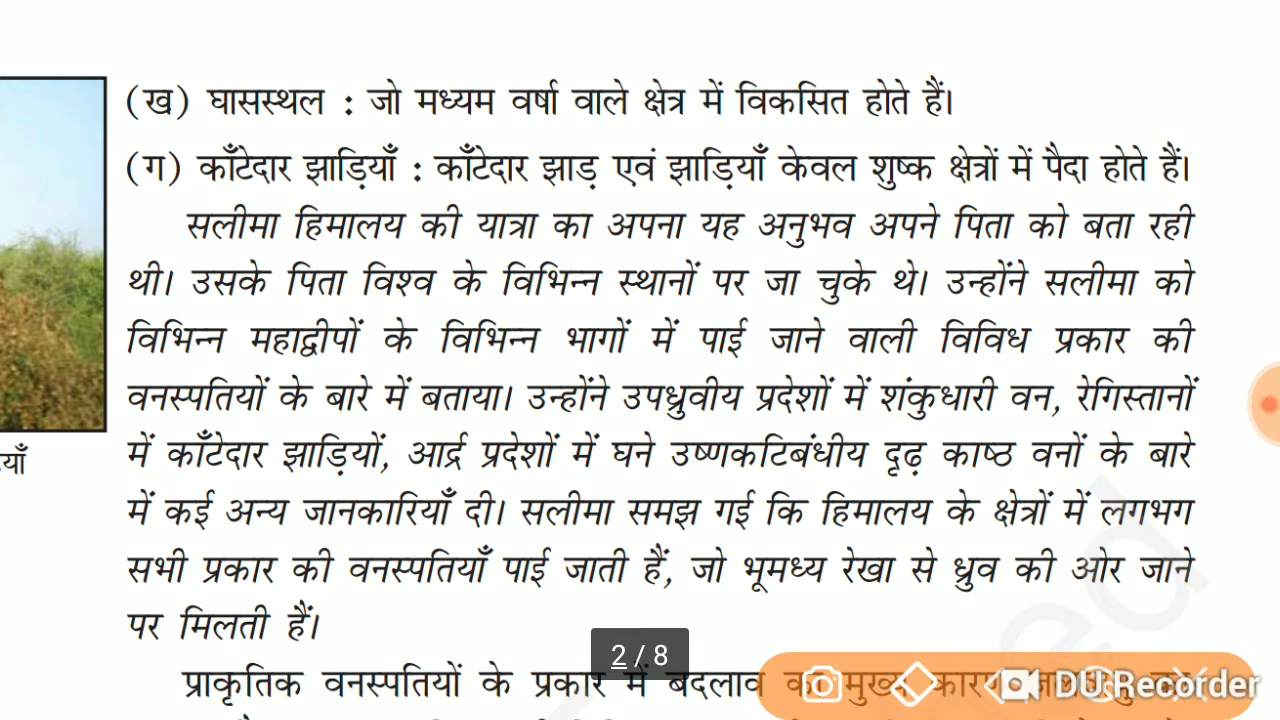 (ख) घासस्थल : जो मध्यम वर्षा वाले क्षेत्र में विकसित होते हैं।
(ग) काँटेदार झाड़ियाँ : काँटेदार झाड़ एवं झाड़ियाँ केवल शुष्क क्षेत्रों में पैदा होते हैं।
सलीमा हिमालय की यात्रा का अपना यह अनुभव अपने पिता को बता रही
थी। उसके पिता विश्व के विभिन्न स्थानों पर जा चुके थे। उन्होंने सलीमा को
विभिन्न महाद्वीपों के विभिन्न भागों में पाई जाने वाली विविध प्रकार की
वनस्पतियों के बारे में बताया। उन्होंने उपध्रुवीय प्रदेशों में शंकुधारी वन, रेगिस्तानों
में काँटेदार झाड़ियों, आर्द्र प्रदेशों में घने उष्णकटिबंधीय दृढ़ काष्ठ वनों के बारे
में कई अन्य जानकारियाँ दी। सलीमा समझ गई कि हिमालय के क्षेत्रों में लगभग
सभी प्रकार की वनस्पतियाँ पाई जाती हैं, जो भूमध्य रेखा से ध्रुव की ओर जाने
पर मिलती हैं।
2 / 8
प्राकृतिक वनस्पतियों के प्रकार में बदलाव का मुख्य कारण
DU Recorder